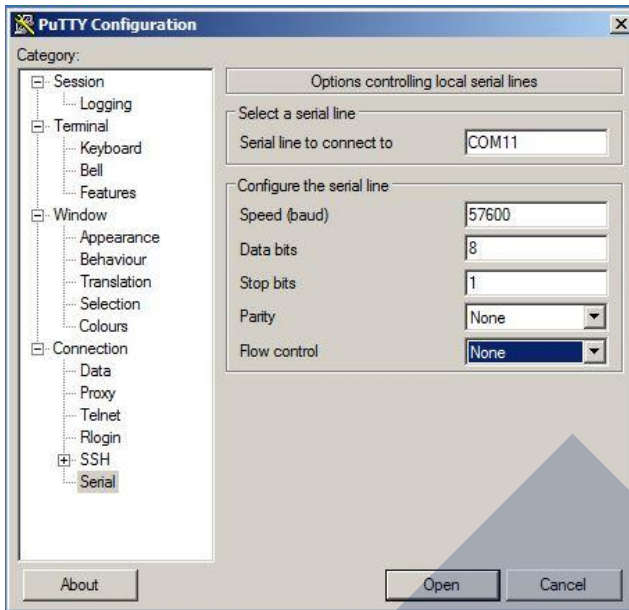 PuTTY Configuration
Category:
Session
Logging
Terminal
Keyboard
Bell
Features
Window
Appearance
Behaviour
Translation
Selection
Colours
Connection
Data
Proxy
Telnet
Rlogin
SSH
Serial
Options controlling local serial lines
Select a serial line
Serial line to connect to COM11
Configure the serial line
Speed (baud) 57600
Data bits 8
Stop bits 1
Parity None
Flow control None
About Open Cancel